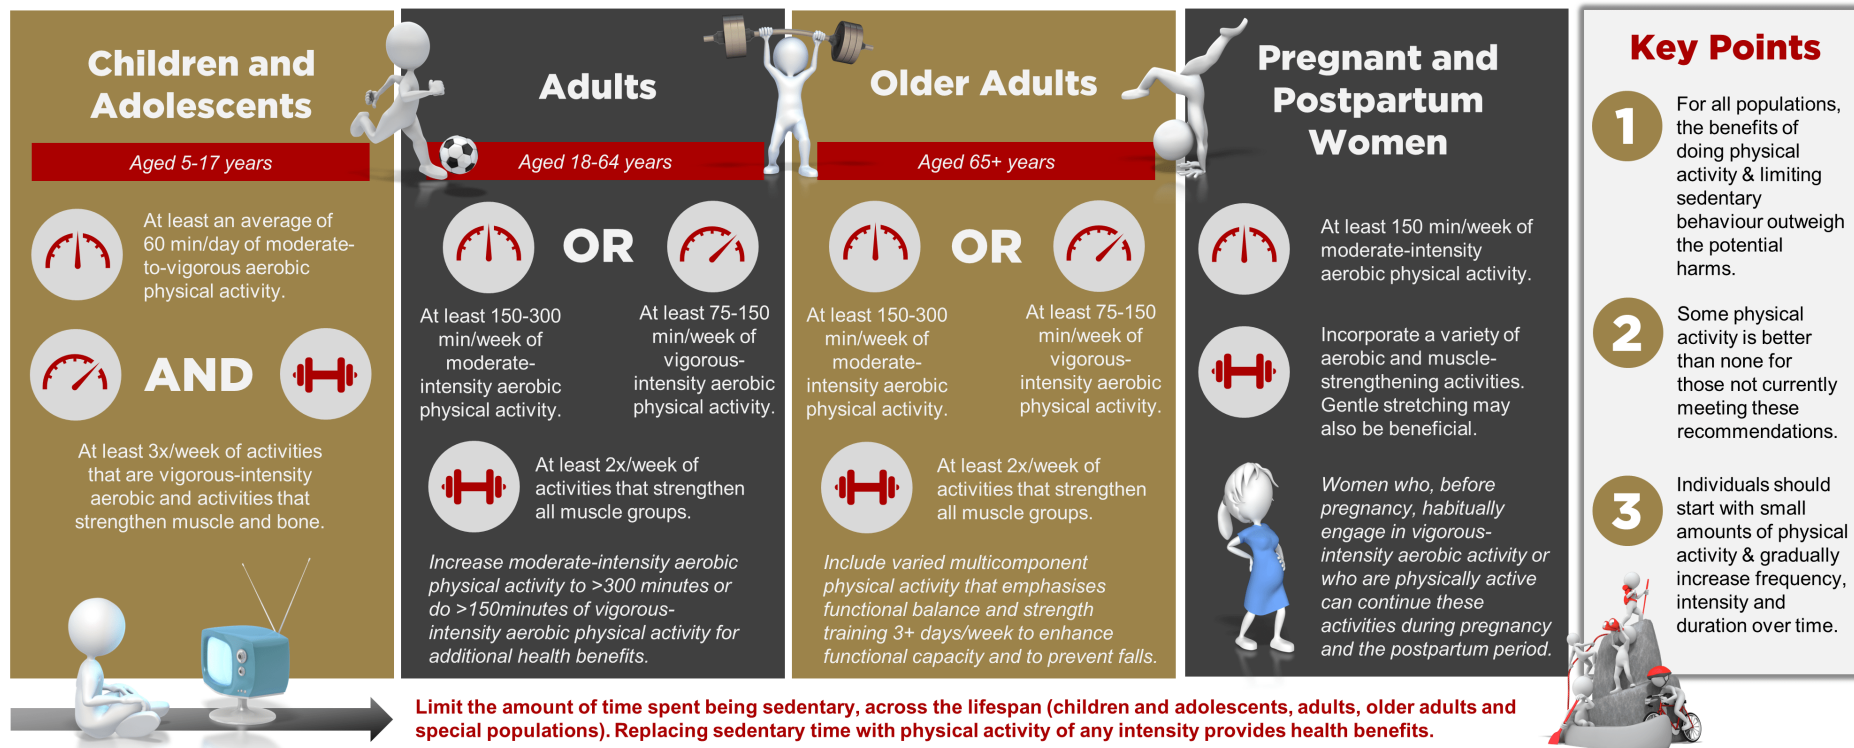 Children and
Adolescents
Aged 5-17 years
At least an average of
60 min/day of moderate-
to-vigorous aerobic
physical activity.
AND
At least 3x/week of activities
that are vigorous-intensity
aerobic and activities that
strengthen muscle and bone.
Adults
Aged 18-64 years
OR
At least 150-300
min/week of
moderate-
intensity aerobic
physical activity.
At least 75-150
min/week of
vigorous-
intensity aerobic
physical activity.
At least 2x/week of
activities that strengthen
all muscle groups.
Increase moderate-intensity aerobic
physical activity to >300 minutes or
do >150minutes of vigorous-
intensity aerobic physical activity for
additional health benefits.
Older Adults
Aged 65+ years
OR
At least 150-300
min/week of
moderate-
intensity aerobic
physical activity.
At least 75-150
min/week of
vigorous-
intensity aerobic
physical activity.
At least 2x/week of
activities that strengthen
all muscle groups.
Include varied multicomponent
physical activity that emphasises
functional balance and strength
training 3+ days/week to enhance
functional capacity and to prevent falls.
Pregnant and
Postpartum
Women
At least 150 min/week of
moderate-intensity
aerobic physical activity.
Incorporate a variety of
aerobic and muscle-
strengthening activities.
Gentle stretching may
also be beneficial.
Women who, before
pregnancy, habitually
engage in vigorous-
intensity aerobic activity or
who are physically active
can continue these
activities during pregnancy
and the postpartum period.
Key Points
1
For all populations,
the benefits of
doing physical
activity & limiting
sedentary
behaviour outweigh
the potential
harms.
2
Some physical
activity is better
than none for
those not currently
meeting these
recommendations.
3
Individuals should
start with small
amounts of physical
activity & gradually
increase frequency,
intensity and
duration over time.
Limit the amount of time spent being sedentary, across the lifespan (children and adolescents, adults, older adults and
special populations). Replacing sedentary time with physical activity of any intensity provides health benefits.